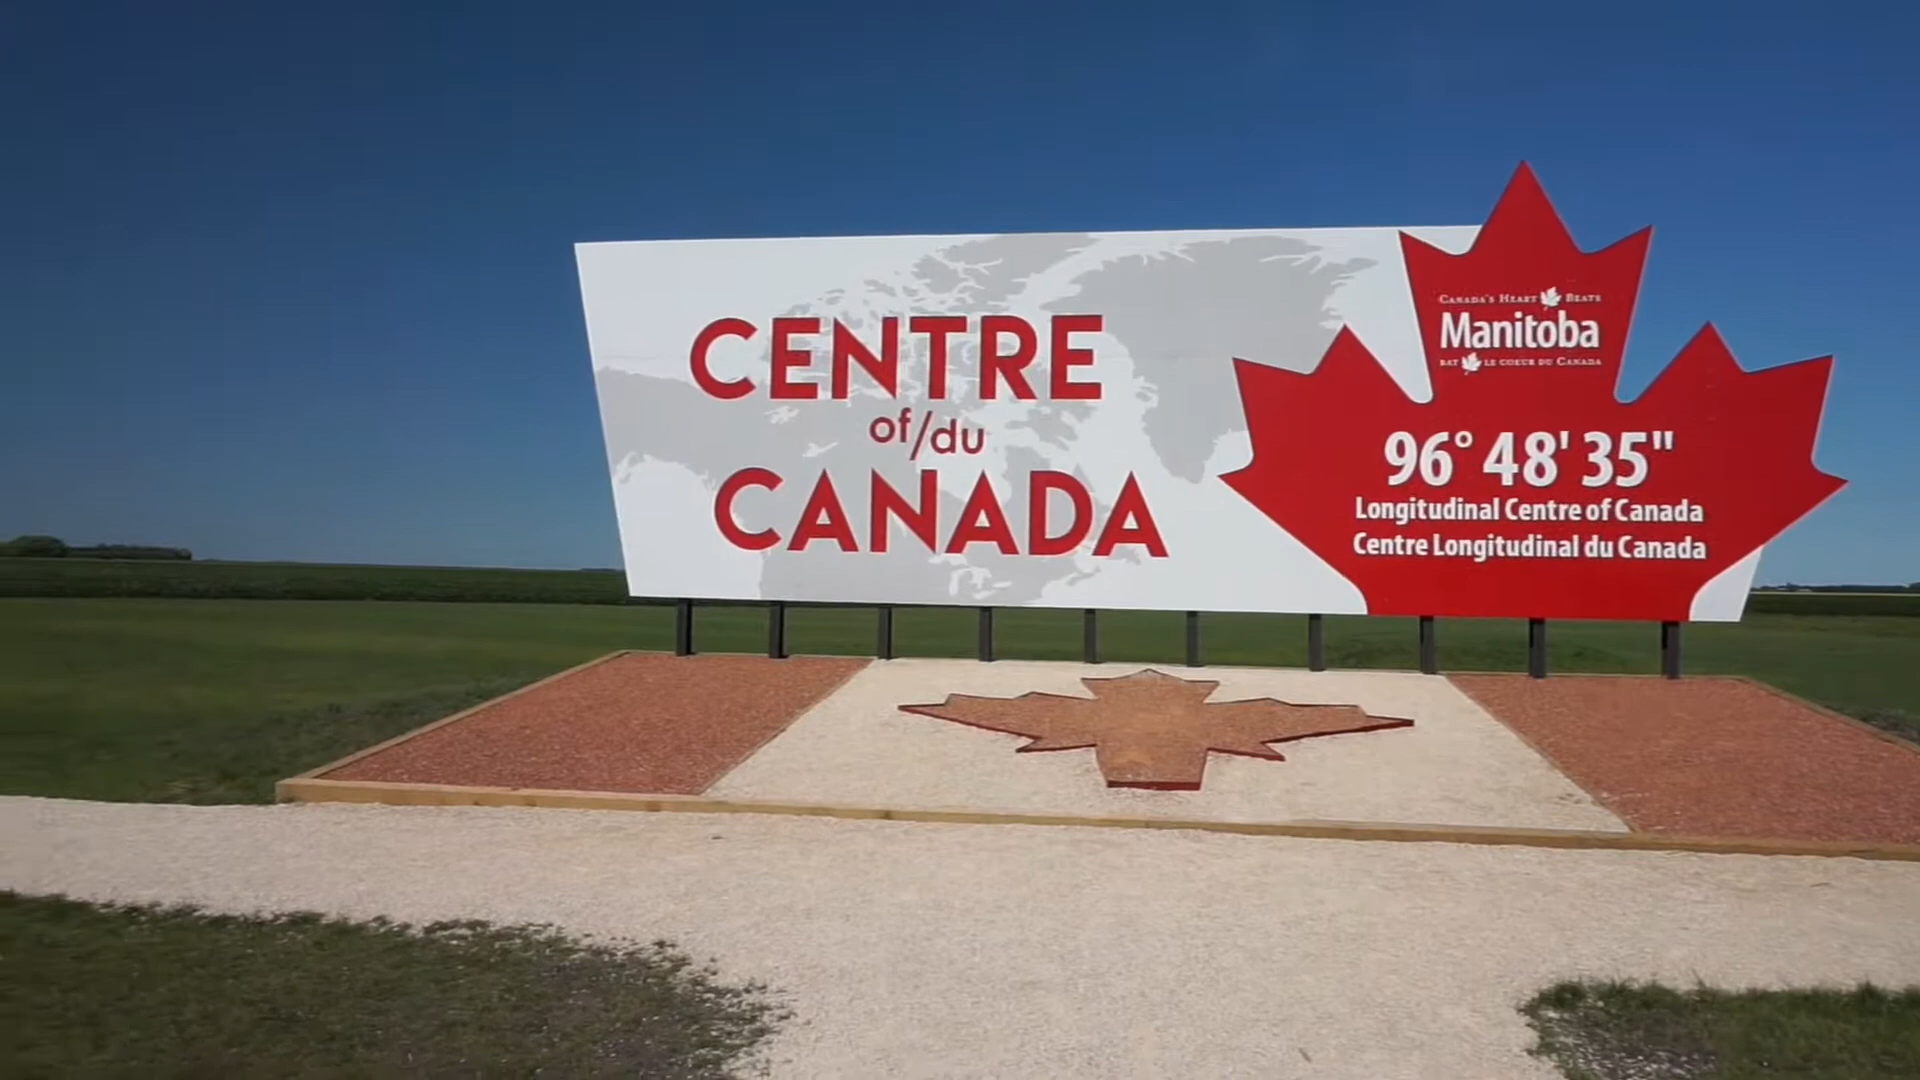 CENTRE
of/du
CANADA
CANADA'S HEART BEATS
Manitoba
BAT LE COEUR DU CANADA
96° 48' 35"
Longitudinal Centre of Canada
Centre Longitudinal du Canada